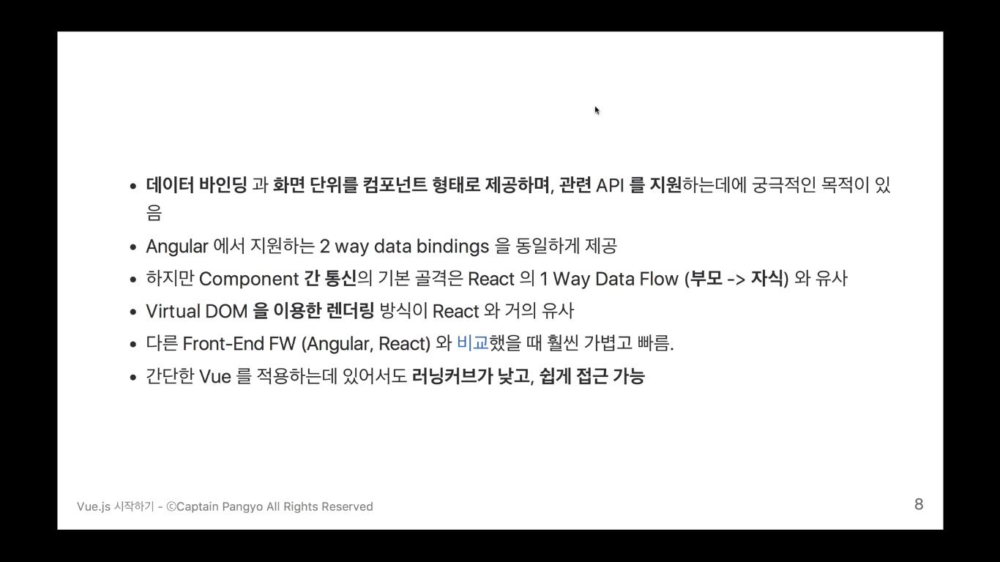 • 데이터 바인딩 과 화면 단위를 컴포넌트 형태로 제공하며, 관련 API 를 지원하는데에 궁극적인 목적이 있
음
• Angular 에서 지원하는 2 way data bindings 을 동일하게 제공
• 하지만 Component 간 통신의 기본 골격은 React 의 1 Way Data Flow (부모 -> 자식) 와 유사
• Virtual DOM 을 이용한 렌더링 방식이 React 와 거의 유사
• 다른 Front-End FW (Angular, React) 와 비교했을 때 훨씬 가볍고 빠름.
• 간단한 Vue 를 적용하는데 있어서도 러닝커브가 낮고, 쉽게 접근 가능
Vue.js 시작하기 - ⓒCaptain Pangyo All Rights Reserved
8